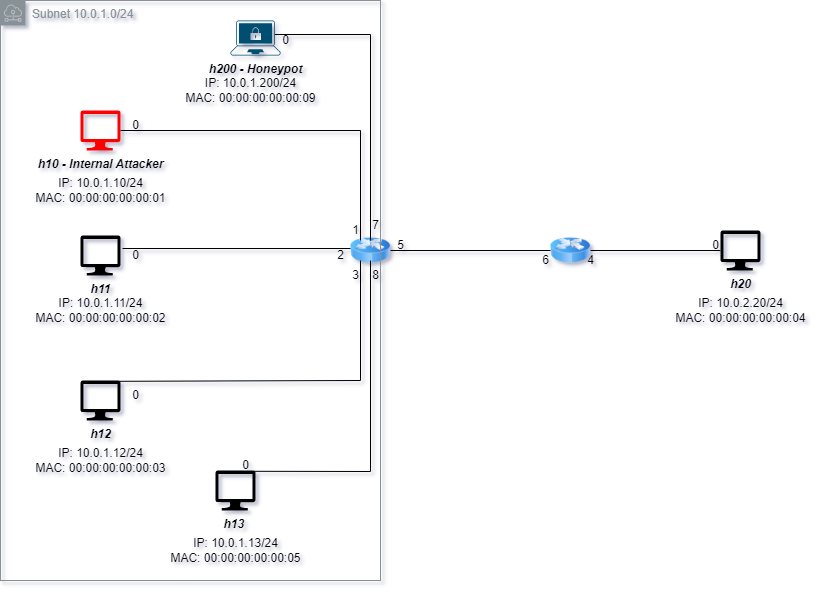 Subnet 10.0.1.0/24
0
h200 - Honeypot
IP: 10.0.1.200/24
MAC: 00:00:00:00:00:09
0
h10 - Internal Attacker
IP: 10.0.1.10/24
MAC: 00:00:00:00:00:01
0
h11
IP: 10.0.1.11/24
MAC: 00:00:00:00:00:02
1
7
2
5
3
8
6
4
0
h20
IP: 10.0.2.20/24
MAC: 00:00:00:00:00:04
0
h12
IP: 10.0.1.12/24
MAC: 00:00:00:00:00:03
0
h13
IP: 10.0.1.13/24
MAC: 00:00:00:00:00:05